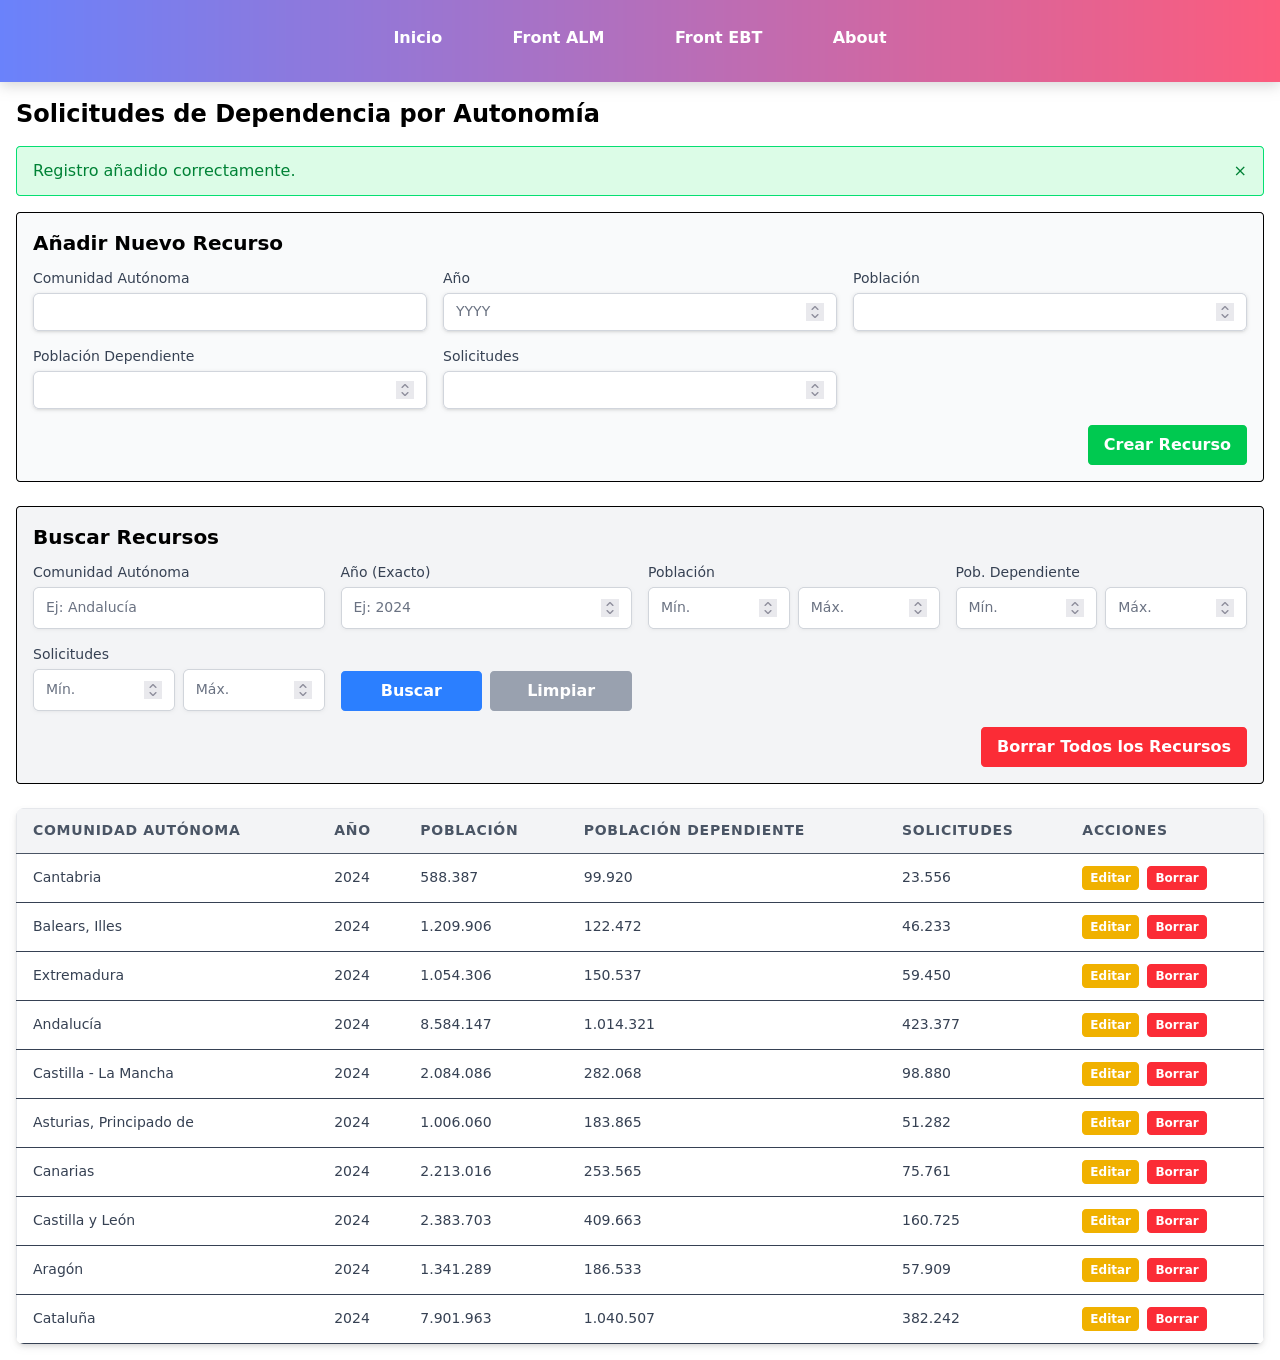 Inicio Front ALM Front EBT About
Solicitudes de Dependencia por Autonomía
Registro añadido correctamente. ×
Añadir Nuevo Recurso
Comunidad Autónoma Año Población
YYYY
Población Dependiente Solicitudes
Crear Recurso
Buscar Recursos
Comunidad Autónoma Año (Exacto) Población Pob. Dependiente
Ej: Andalucía Ej: 2024 Mín. Máx. Mín. Máx.
Solicitudes
Mín. Máx. Buscar Limpiar
Borrar Todos los Recursos
COMUNIDAD AUTÓNOMA AÑO POBLACIÓN POBLACIÓN DEPENDIENTE SOLICITUDES ACCIONES
Cantabria 2024 588.387 99.920 23.556 Editar Borrar
Balears, Illes 2024 1.209.906 122.472 46.233 Editar Borrar
Extremadura 2024 1.054.306 150.537 59.450 Editar Borrar
Andalucía 2024 8.584.147 1.014.321 423.377 Editar Borrar
Castilla - La Mancha 2024 2.084.086 282.068 98.880 Editar Borrar
Asturias, Principado de 2024 1.006.060 183.865 51.282 Editar Borrar
Canarias 2024 2.213.016 253.565 75.761 Editar Borrar
Castilla y León 2024 2.383.703 409.663 160.725 Editar Borrar
Aragón 2024 1.341.289 186.533 57.909 Editar Borrar
Cataluña 2024 7.901.963 1.040.507 382.242 Editar Borrar